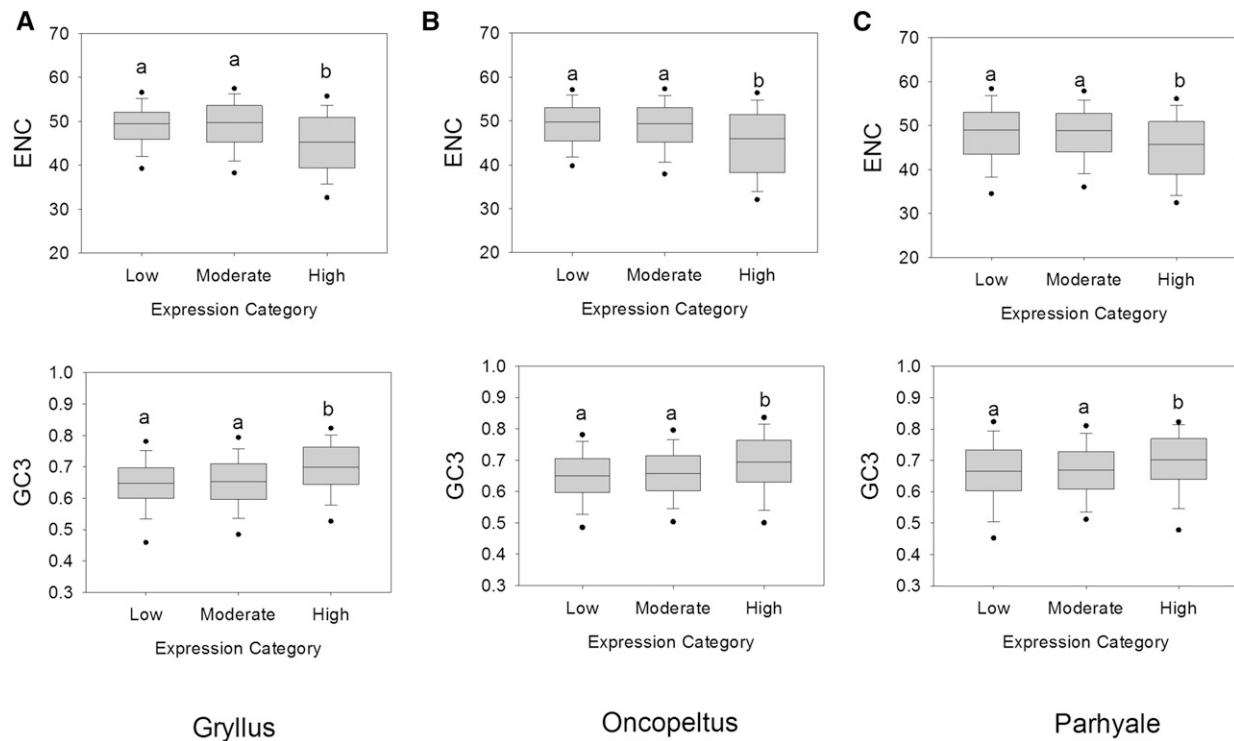 A
70
60
50
40
30
20
ENC
a
a
b
Low Moderate High
Expression Category
B
70
60
50
40
30
20
ENC
a
a
b
Low Moderate High
Expression Category
C
70
60
50
40
30
20
ENC
a
a
b
Low Moderate High
Expression Category
1.0
0.9
0.8
0.7
0.6
0.5
0.4
0.3
GC3
a
a
b
Low Moderate High
Expression Category
1.0
0.9
0.8
0.7
0.6
0.5
0.4
0.3
GC3
a
a
b
Low Moderate High
Expression Category
1.0
0.9
0.8
0.7
0.6
0.5
0.4
0.3
GC3
a
a
b
Low Moderate High
Expression Category
Gryllus
Oncopeltus
Parhyale